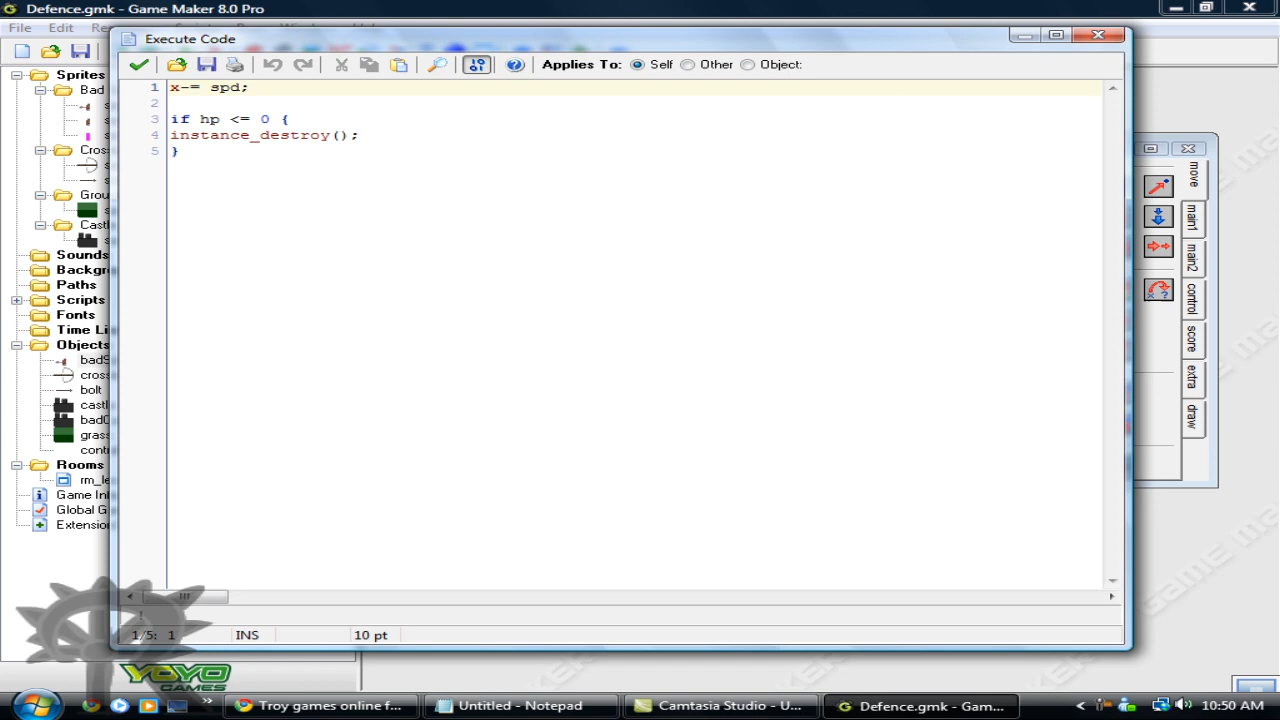 Defence.gmk - Game Maker 8.0 Pro
File Edit
Execute Code
Applies To: Self Other Object:
1 x-= spd;
2
3 if hp <= 0 {
4 instance_destroy();
5 }
Sprites
Bad
s
s
s
Cros
s
s
Grou
s
Castl
s
Sounds
Backgr
Paths
Scripts
Fonts
Time Li
Objects
badS
cross
bolt
castl
badC
grass
contr
Rooms
rm_le
Game Inf
Global G
Extension
move
main1
main2
control
score
extra
draw
1/5: 1 INS 10 pt
YOYO
GAMES
Troy games online f...
Untitled - Notepad
Camtasia Studio - U...
Defence.gmk - Gam...
10:50 AM